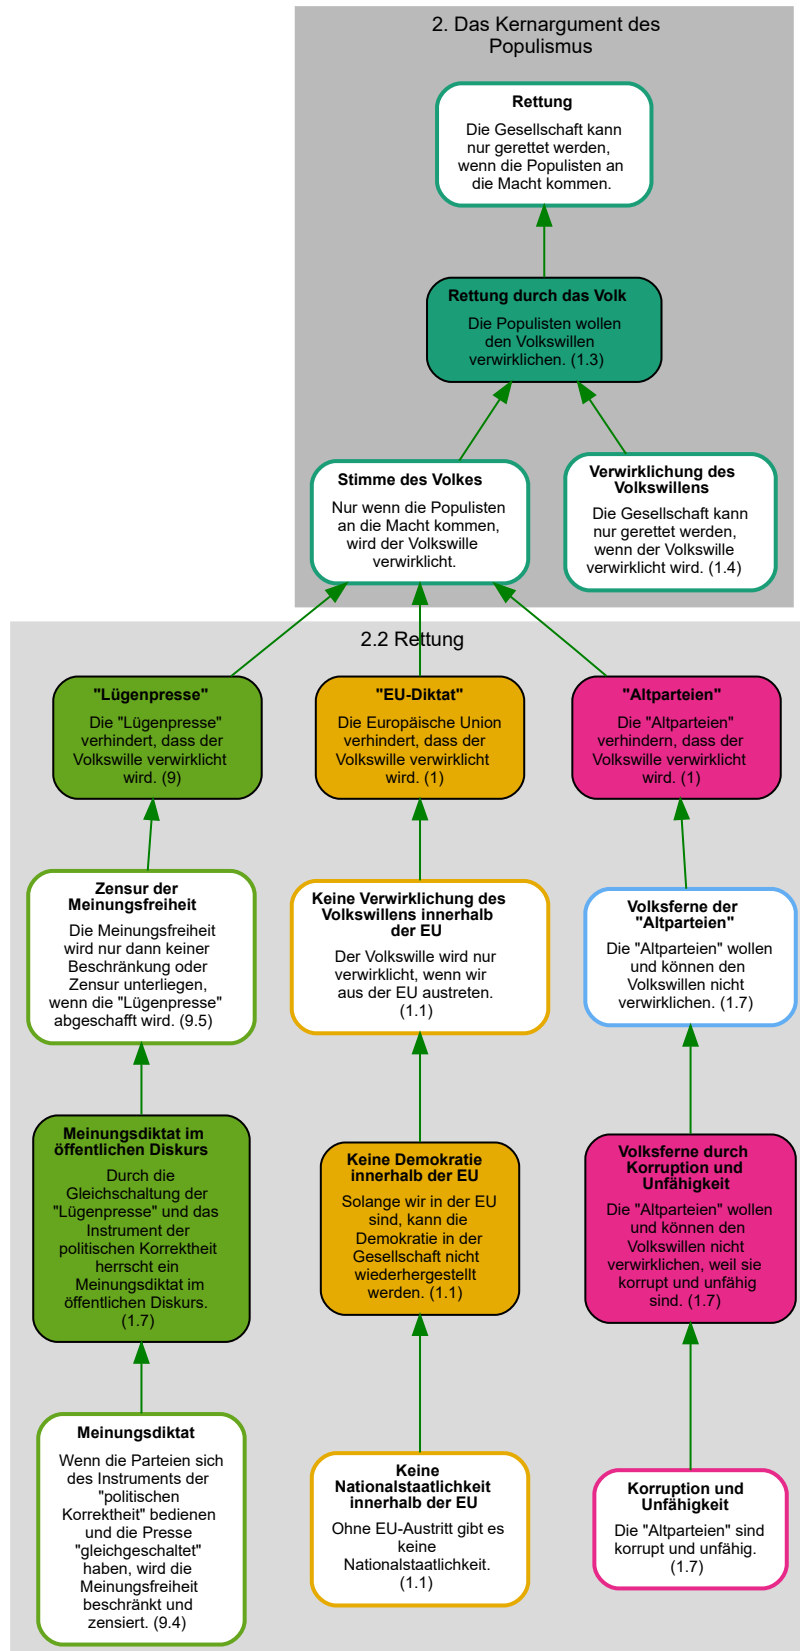 2. Das Kernargument des
Populismus
Rettung
Die Gesellschaft kann
nur gerettet werden,
wenn die Populisten an
die Macht kommen.
Rettung durch das Volk
Die Populisten wollen
den Volkswillen
verwirklichen. (1.3)
Stimme des Volkes
Nur wenn die Populisten
an die Macht kommen,
wird der Volkswille
verwirklicht.
Verwirklichung des
Volkswillens
Die Gesellschaft kann
nur gerettet werden,
wenn der Volkswille
verwirklicht wird. (1.4)
2.2 Rettung
"Lügenpresse"
Die "Lügenpresse"
verhindert, dass der
Volkswille verwirklicht
wird. (9)
"EU-Diktat"
Die Europäische Union
verhindert, dass der
Volkswille verwirklicht
wird. (1)
"Altparteien"
Die "Altparteien"
verhindern, dass der
Volkswille verwirklicht
wird. (1)
Zensur der
Meinungsfreiheit
Die Meinungsfreiheit
wird nur dann keiner
Beschränkung oder
Zensur unterliegen,
wenn die "Lügenpresse"
abgeschafft wird. (9.5)
Keine Verwirklichung des
Volkswillens innerhalb
der EU
Der Volkswille wird nur
verwirklicht, wenn wir
aus der EU austreten.
(1.1)
Volksferne der
"Altparteien"
Die "Altparteien" wollen
und können den
Volkswillen nicht
verwirklichen. (1.7)
Meinungsdiktat im
öffentlichen Diskurs
Durch die
Gleichschaltung der
"Lügenpresse" und das
Instrument der
politischen Korrektheit
herrscht ein
Meinungsdiktat im
öffentlichen Diskurs.
(1.7)
Keine Demokratie
innerhalb der EU
Solange wir in der EU
sind, kann die
Demokratie in der
Gesellschaft nicht
wiederhergestellt
werden. (1.1)
Volksferne durch
Korruption und
Unfähigkeit
Die "Altparteien" wollen
und können den
Volkswillen nicht
verwirklichen, weil sie
korrupt und unfähig
sind. (1.7)
Meinungsdiktat
Wenn die Parteien sich
des Instruments der
"politischen
Korrektheit" bedienen
und die Presse
"gleichgeschaltet"
haben, wird die
Meinungsfreiheit
beschränkt und
zensiert. (9.4)
Keine
Nationalstaatlichkeit
innerhalb der EU
Ohne EU-Austritt gibt es
keine
Nationalstaatlichkeit.
(1.1)
Korruption und
Unfähigkeit
Die "Altparteien" sind
korrupt und unfähig.
(1.7)